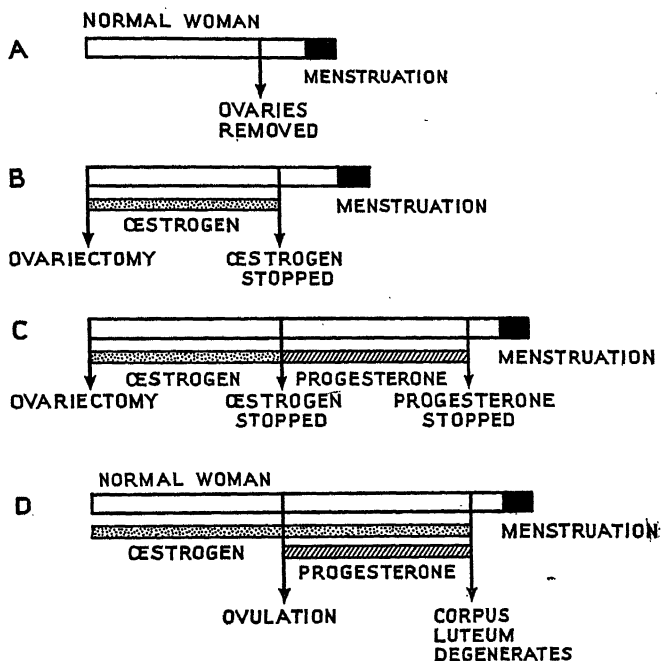 NORMAL WOMAN
A
MENSTRUATION
OVARIES
REMOVED
B
MENSTRUATION
ŒSTROGEN
OVARIECTOMY
ŒSTROGEN
STOPPED
C
MENSTRUATION
ŒSTROGEN
PROGESTERONE
OVARIECTOMY
ŒSTROGEN
STOPPED
PROGESTERONE
STOPPED
NORMAL WOMAN
D
MENSTRUATION
ŒSTROGEN
PROGESTERONE
OVULATION
CORPUS
LUTEUM
DEGENERATES